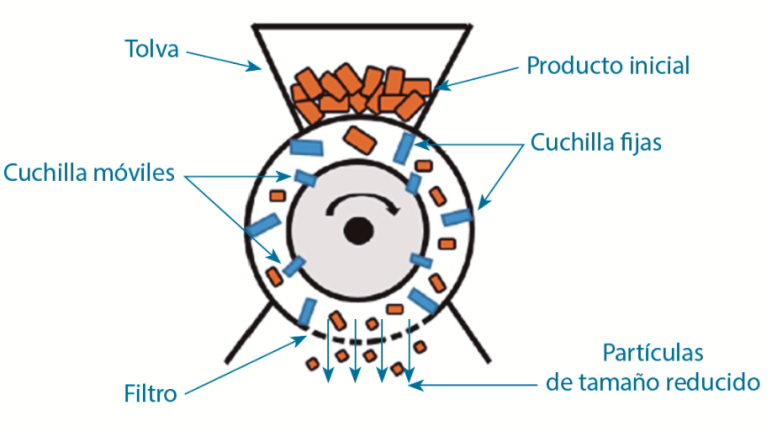 Tolva
Producto inicial
Cuchilla fijas
Cuchilla móviles
Partículas
de tamaño reducido
Filtro